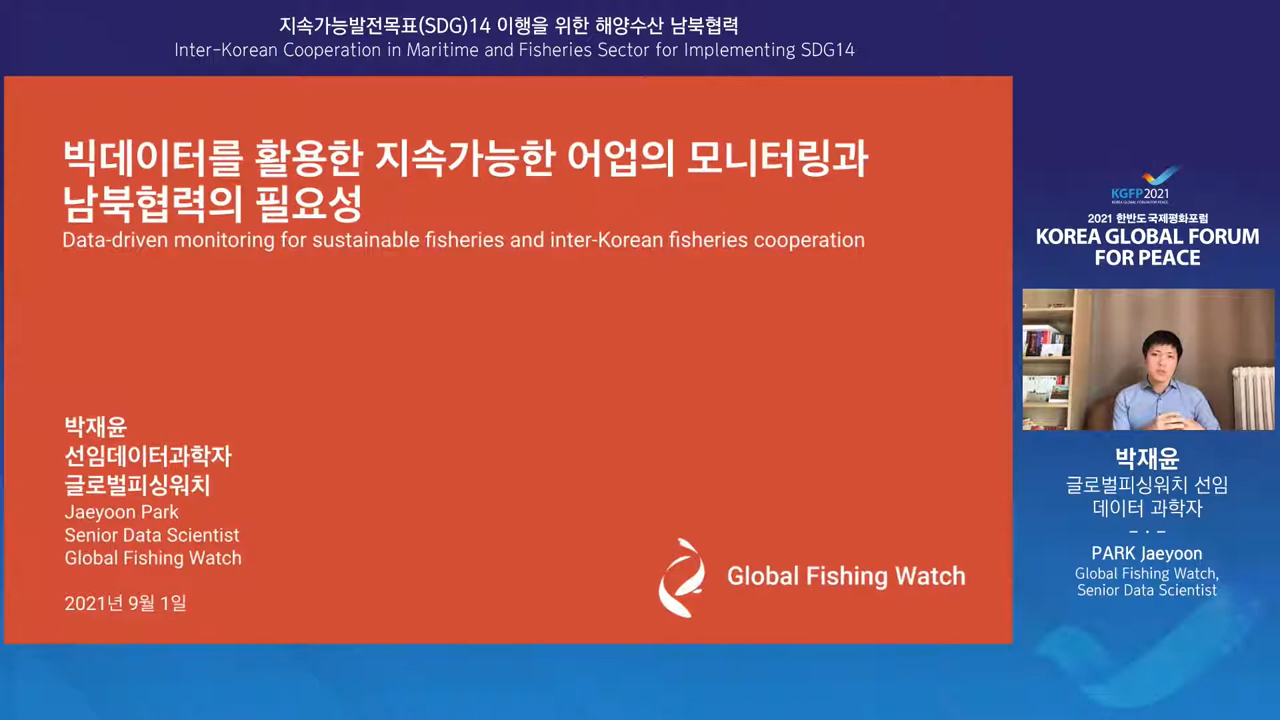 지속가능발전목표(SDG)14 이행을 위한 해양수산 남북협력
Inter-Korean Cooperation in Maritime and Fisheries Sector for Implementing SDG14
빅데이터를 활용한 지속가능한 어업의 모니터링과
남북협력의 필요성
Data-driven monitoring for sustainable fisheries and inter-Korean fisheries cooperation
박재윤
선임데이터과학자
글로벌피싱워치
Jaeyoon Park
Senior Data Scientist
Global Fishing Watch
2021년 9월 1일
Global Fishing Watch
KGFP2021
KOREA GLOBAL FORUM FOR PEACE
2021 한반도국제평화포럼
KOREA GLOBAL FORUM
FOR PEACE
박재윤
글로벌피싱워치 선임
데이터 과학자
– · –
PARK Jaeyoon
Global Fishing Watch,
Senior Data Scientist